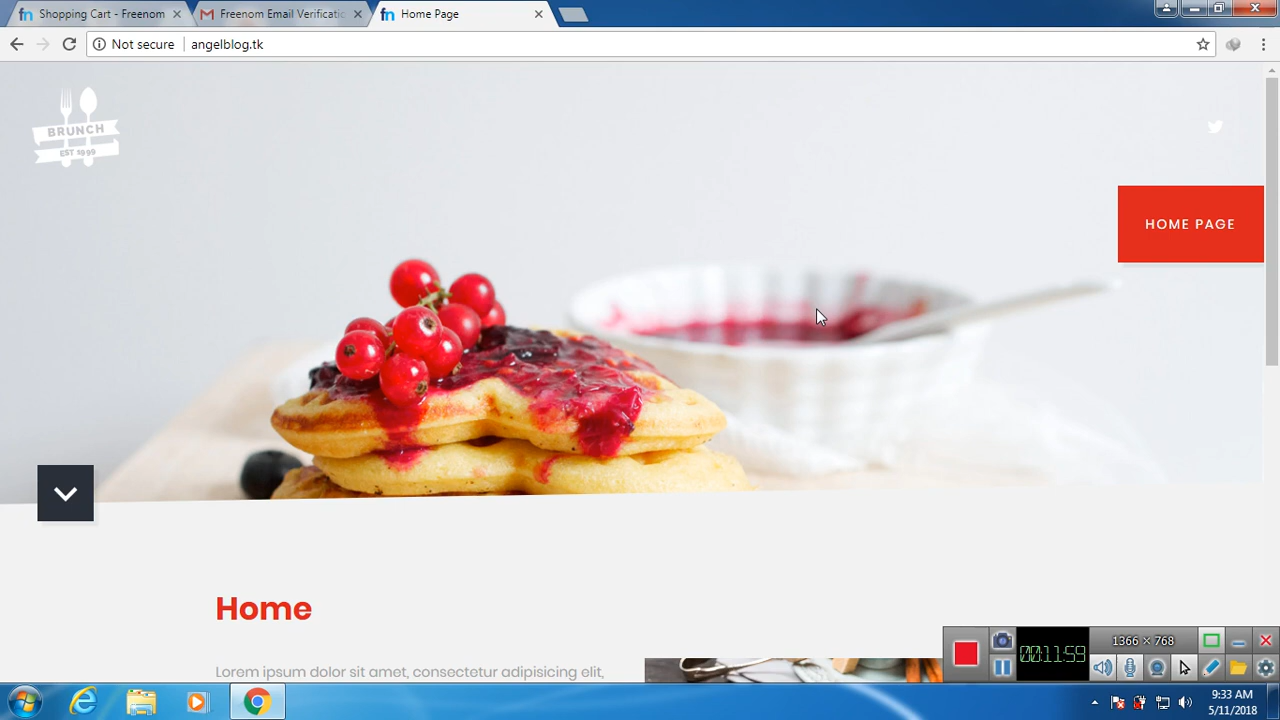 Shopping Cart - Freenom
Freenom Email Verificatio
Home Page
Not secure
angelblog.tk
BRUNCH
EST 1999
HOME PAGE
Home
Lorem ipsum dolor sit amet, consectetur adipisicing elit,
1366 × 768
00:11:59
9:33 AM
5/11/2018